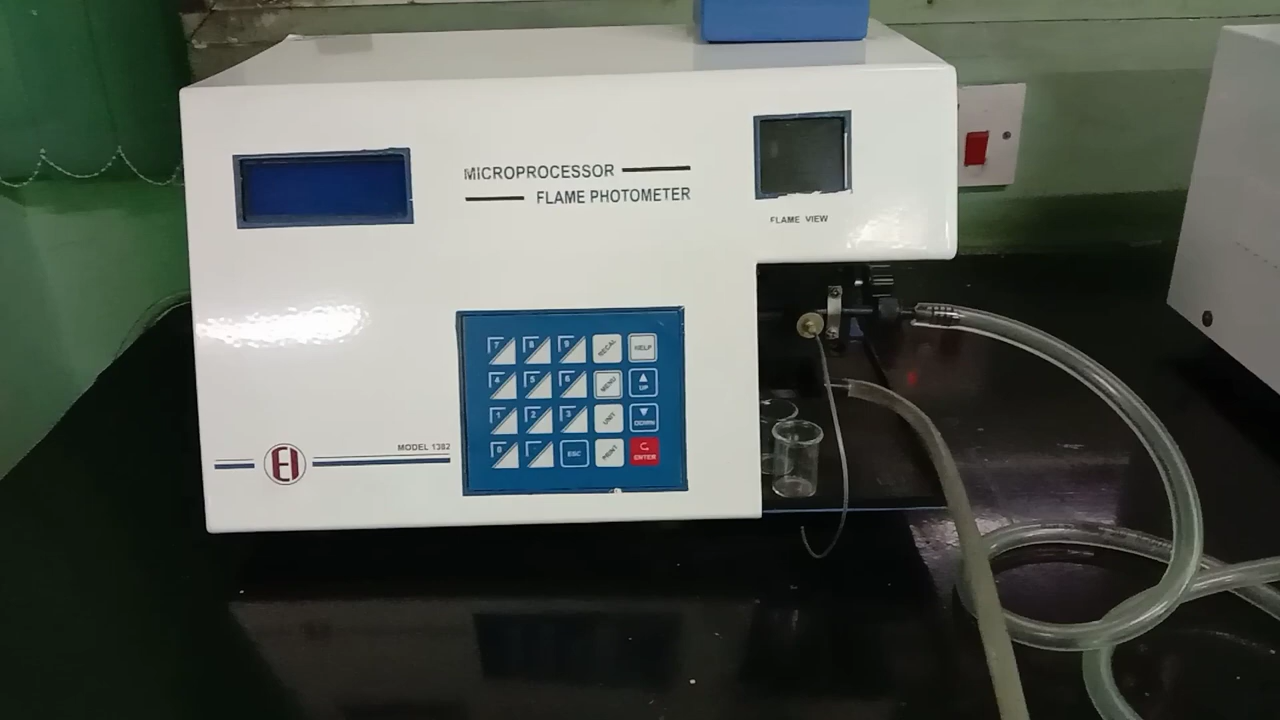 MICROPROCESSOR
FLAME PHOTOMETER
FLAME VIEW
7 8 9 RECAL HELP
4 5 6 MENU UP
1 2 3 UNIT DOWN
0 ESC PRINT ENTER
MODEL 1382
EI